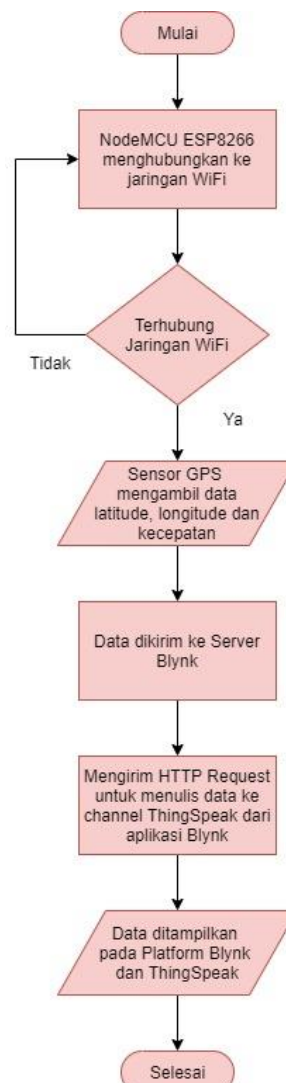 Mulai
NodeMCU ESP8266
menghubungkan ke
jaringan WiFi
Terhubung
Jaringan WiFi
Tidak
Ya
Sensor GPS
mengambil data
latitude, longitude dan
kecepatan
Data dikirim ke Server
Blynk
Mengirim HTTP Request
untuk menulis data ke
channel ThingSpeak dari
aplikasi Blynk
Data ditampilkan
pada Platform Blynk
dan ThingSpeak
Selesai